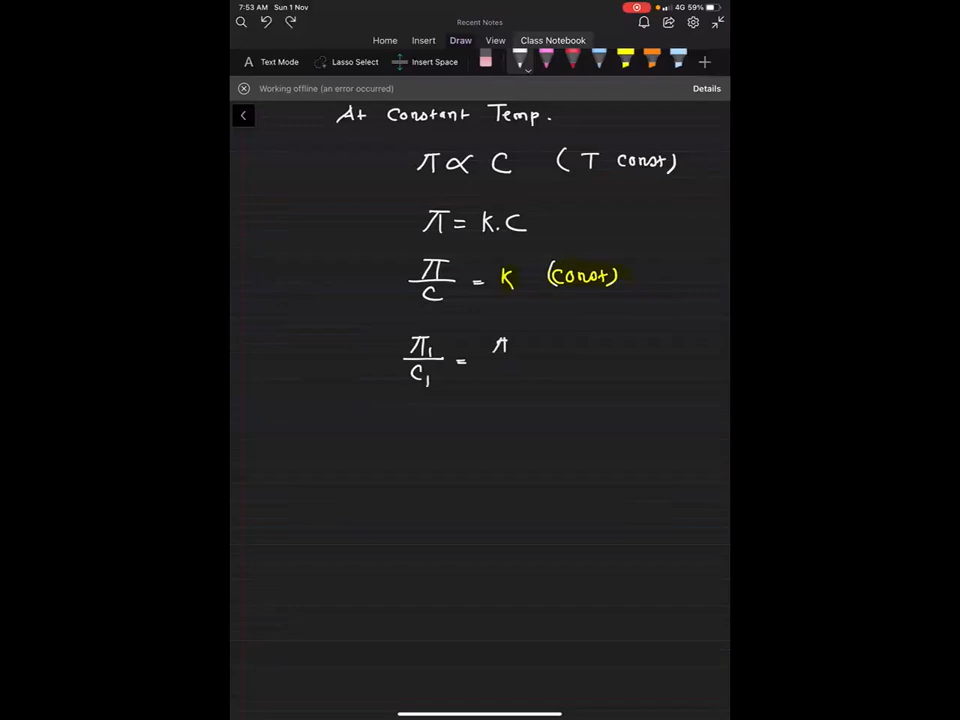 7:53 AM Sun 1 Nov 4G 59%
Recent Notes
Home Insert Draw View Class Notebook
Text Mode Lasso Select Insert Space
Working offline (an error occurred) Details
At Constant Temp.
π ∝ C (T const)
π = K.C
π/C = K (const)
π₁/C₁ = π